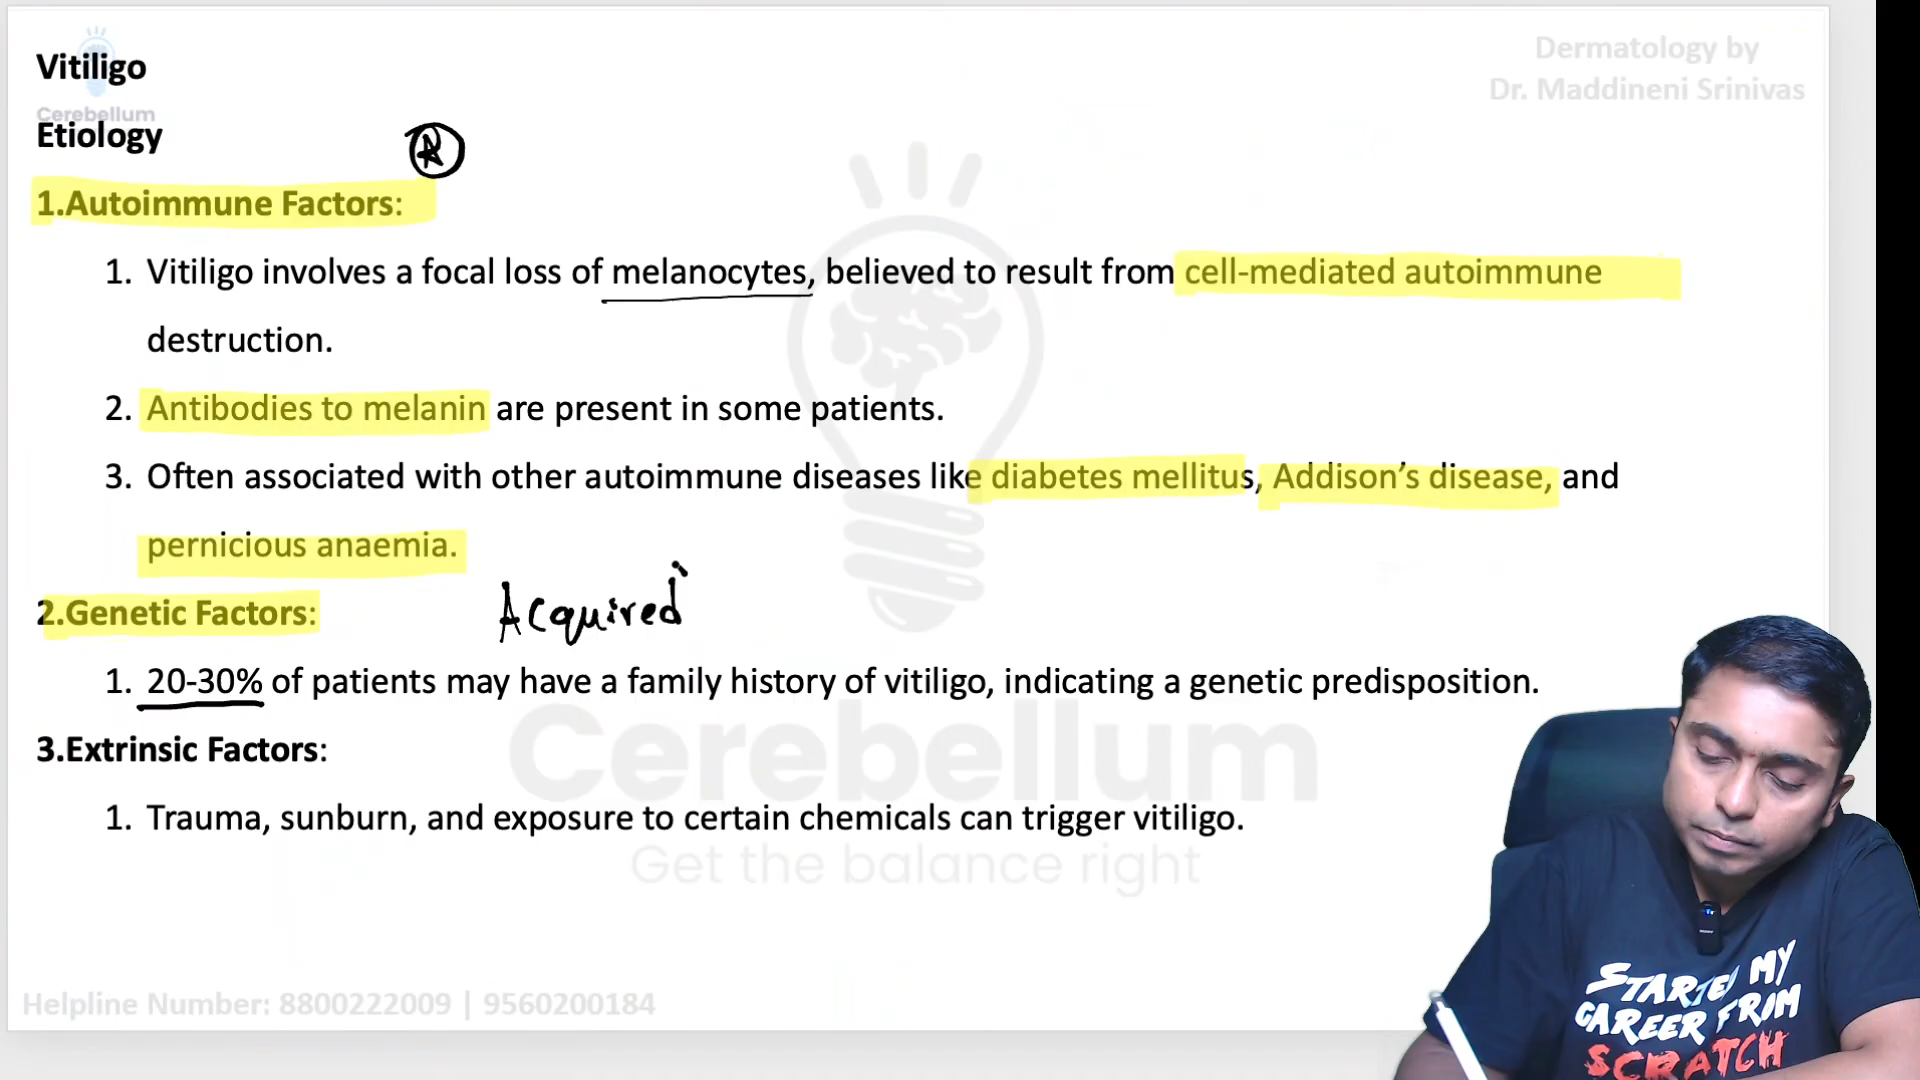 Vitiligo
Cerebellum
Etiology
Dermatology by
Dr. Maddineni Srinivas
1.Autoimmune Factors:
1. Vitiligo involves a focal loss of melanocytes, believed to result from cell-mediated autoimmune
destruction.
2. Antibodies to melanin are present in some patients.
3. Often associated with other autoimmune diseases like diabetes mellitus, Addison’s disease, and
pernicious anaemia.
2.Genetic Factors:
Acquired
1. 20-30% of patients may have a family history of vitiligo, indicating a genetic predisposition.
3.Extrinsic Factors:
1. Trauma, sunburn, and exposure to certain chemicals can trigger vitiligo.
Cerebellum
Get the balance right
Helpline Number: 8800222009 | 9560200184
STARTED MY
CAREER FROM
SCRATCH